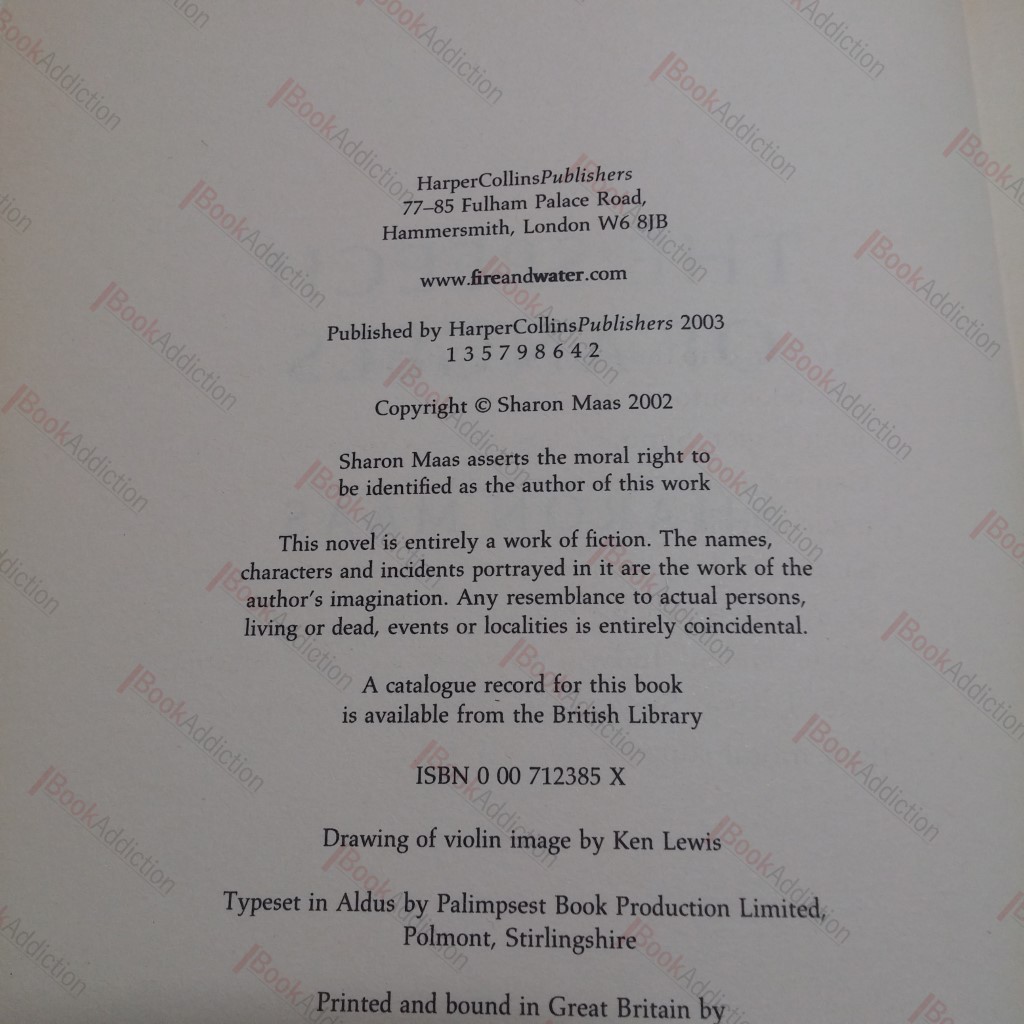 HarperCollinsPublishers
77–85 Fulham Palace Road,
Hammersmith, London W6 8JB
www.fireandwater.com
Published by HarperCollinsPublishers 2003
1 3 5 7 9 8 6 4 2
Copyright © Sharon Maas 2002
Sharon Maas asserts the moral right to
be identified as the author of this work
This novel is entirely a work of fiction. The names,
characters and incidents portrayed in it are the work of the
author's imagination. Any resemblance to actual persons,
living or dead, events or localities is entirely coincidental.
A catalogue record for this book
is available from the British Library
ISBN 0 00 712385 X
Drawing of violin image by Ken Lewis
Typeset in Aldus by Palimpsest Book Production Limited,
Polmont, Stirlingshire
Printed and bound in Great Britain by
BookAddiction